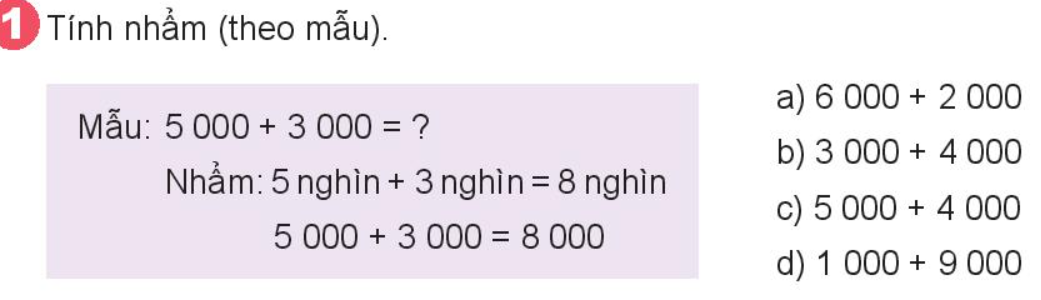 1 Tính nhẩm (theo mẫu).
Mẫu: 5 000 + 3 000 = ?
Nhẩm: 5 nghìn + 3 nghìn = 8 nghìn
5 000 + 3 000 = 8 000
a) 6 000 + 2 000
b) 3 000 + 4 000
c) 5 000 + 4 000
d) 1 000 + 9 000